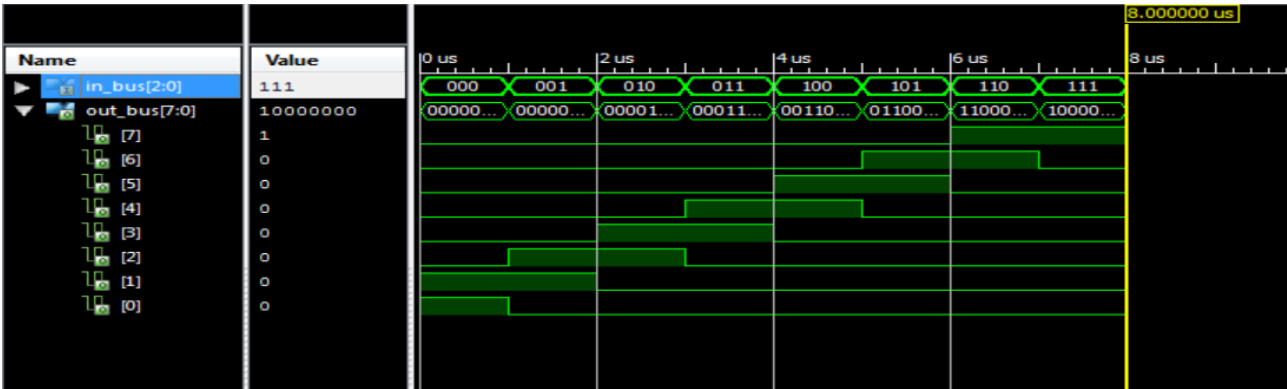 8.000000 us
Name Value 0 us 2 us 4 us 6 us 8 us
in_bus[2:0] 111 000 001 010 011 100 101 110 111
out_bus[7:0] 10000000 00000... 00000... 00001... 00011... 00110... 01100... 11000... 10000...
[7] 1
[6] 0
[5] 0
[4] 0
[3] 0
[2] 0
[1] 0
[0] 0